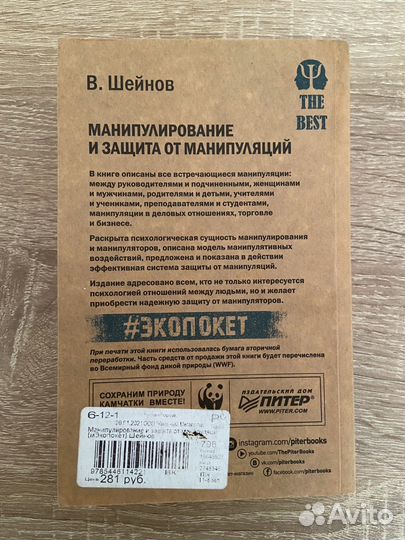 В. Шейнов
THE
BEST
МАНИПУЛИРОВАНИЕ
И ЗАЩИТА ОТ МАНИПУЛЯЦИЙ
В книге описаны все встречающиеся манипуляции:
между руководителями и подчиненными, женщинами
и мужчинами, родителями и детьми, учителями
и учениками, преподавателями и студентами,
манипуляции в деловых отношениях, торговле
и бизнесе.
Раскрыта психологическая сущность манипулирования
и манипуляторов, описана модель манипулятивных
воздействий, предложена и показана в действии
эффективная система защиты от манипуляций.
Издание адресовано всем, кто не только интересуется
психологией отношений между людьми, но и желает
приобрести надежную защиту от манипуляторов.
#ЭКОПОКЕТ
При печати этой книги использовалась бумага вторичной
переработки. Часть средств от продажи этой книги будет перечислена
во Всемирный фонд дикой природы (WWF).
СОХРАНИМ ПРИРОДУ
КАМЧАТКИ ВМЕСТЕ!
WWF
ИЗДАТЕЛЬСКИЙ ДОМ
ПИТЕР
WWW.PITER.COM
6-12-1
Манипулирование и защита от манипуляций
(мЭкопокет) Шейнов
Цена: 281 руб.
instagram.com/piterbooks
youtube.com/ThePiterBooks
vk.com/piterbooks
facebook.com/piterbooks
Avito